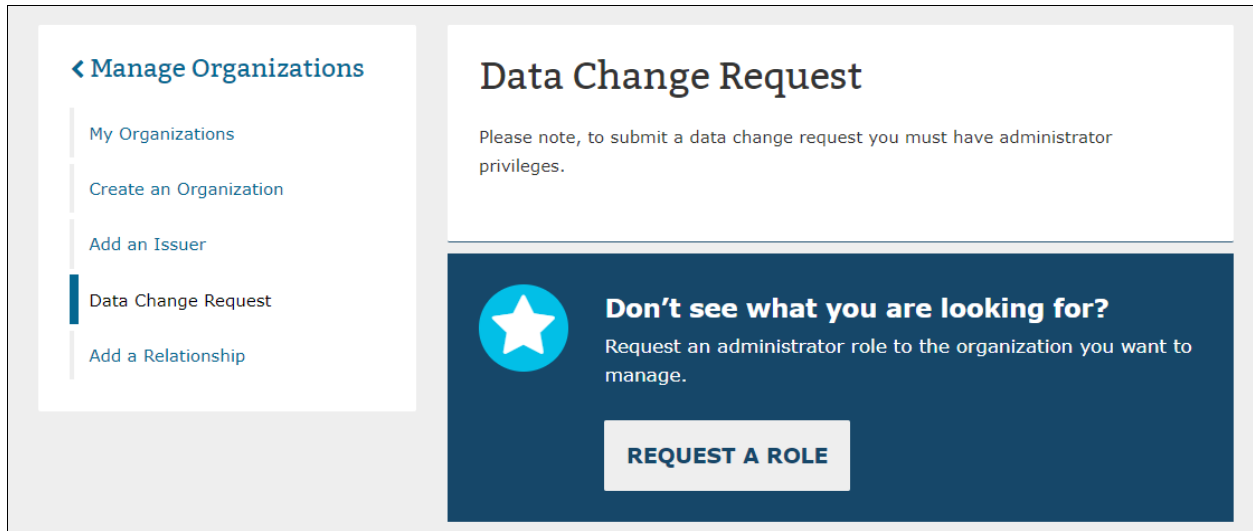 Manage Organizations
My Organizations
Create an Organization
Add an Issuer
Data Change Request
Add a Relationship
Data Change Request
Please note, to submit a data change request you must have administrator
privileges.
Don’t see what you are looking for?
Request an administrator role to the organization you want to
manage.
REQUEST A ROLE